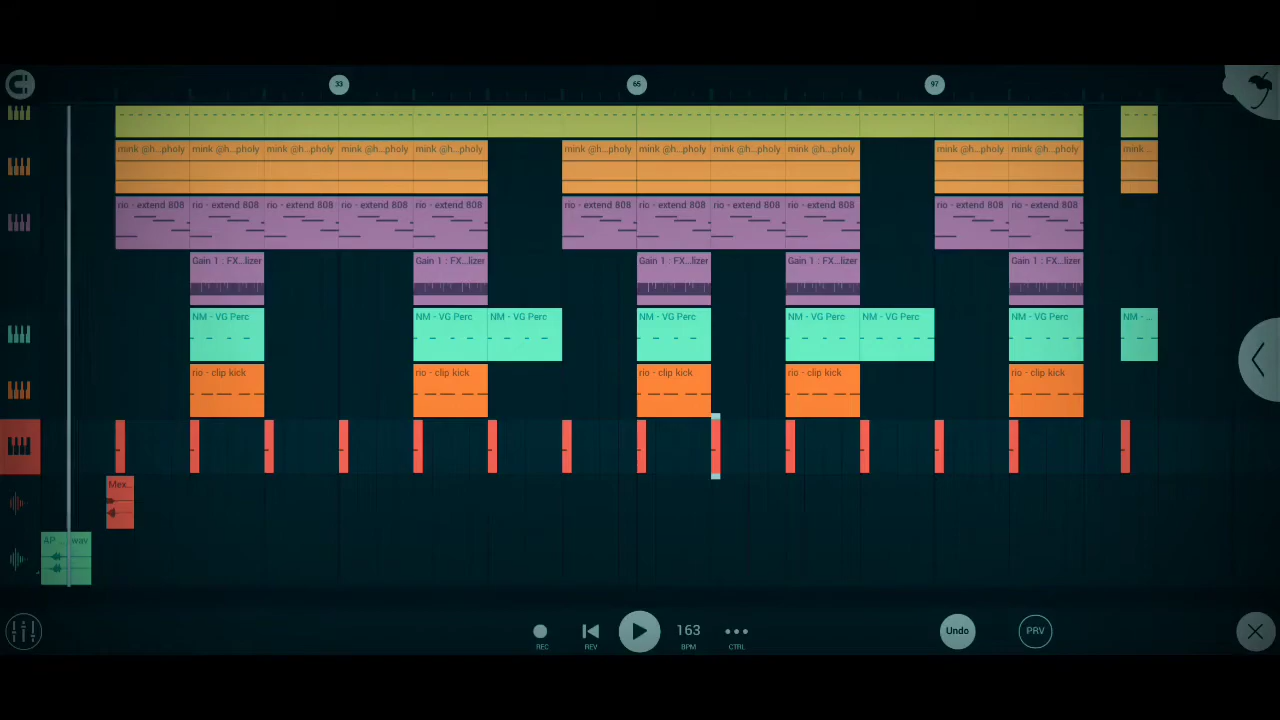 33 65 97
mink @h...pholy mink @h...pholy mink @h...pholy mink @h...pholy mink @h...pholy mink @h...pholy mink @h...pholy mink @h...pholy mink @h...pholy mink @h...pholy mink @h...pholy mink ...
rio - extend 808 rio - extend 808 rio - extend 808 rio - extend 808 rio - extend 808 rio - extend 808 rio - extend 808 rio - extend 808 rio - extend 808 rio - extend 808 rio - extend 808
Gain 1 : FX...lizer Gain 1 : FX...lizer Gain 1 : FX...lizer Gain 1 : FX...lizer Gain 1 : FX...lizer
NM - VG Perc NM - VG Perc NM - VG Perc NM - VG Perc NM - VG Perc NM - VG Perc NM - VG Perc NM - ...
rio - clip kick rio - clip kick rio - clip kick rio - clip kick rio - clip kick
Mex...
AP ... wav
163 Undo PRV
REC REV BPM CTRL